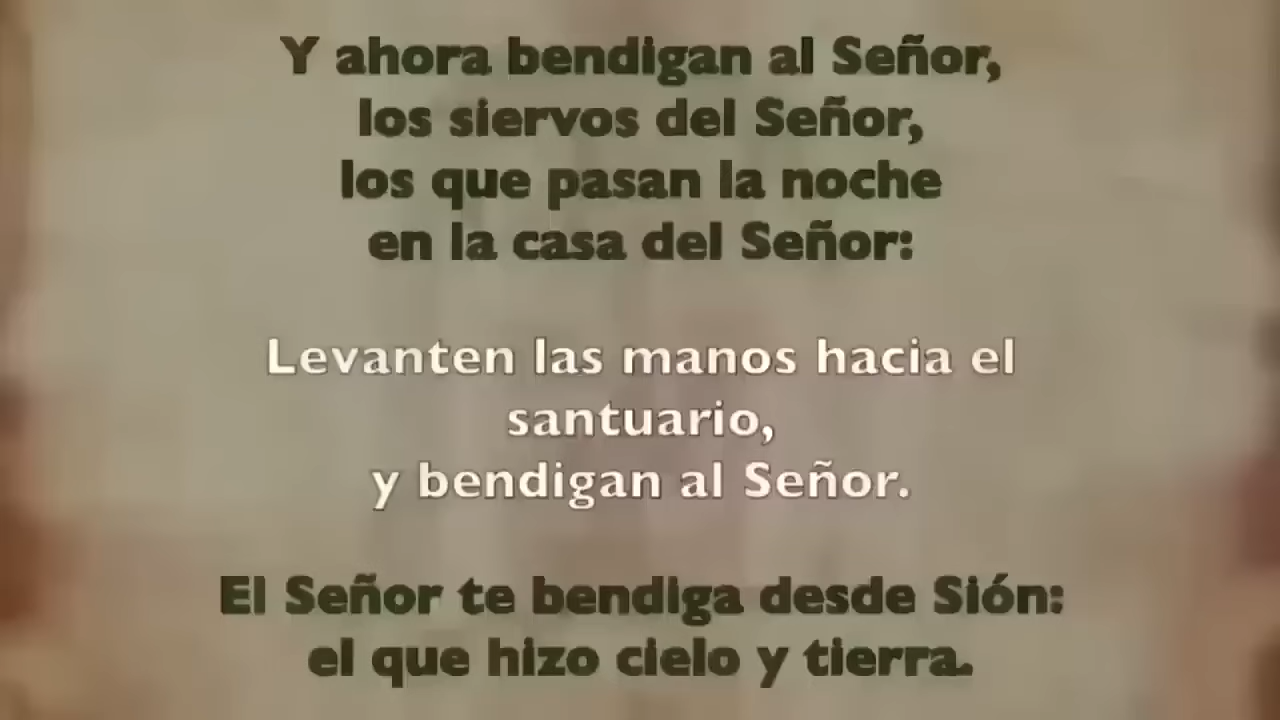 Y ahora bendigan al Señor,
los siervos del Señor,
los que pasan la noche
en la casa del Señor:
Levanten las manos hacia el
santuario,
y bendigan al Señor.
El Señor te bendiga desde Sión:
el que hizo cielo y tierra.